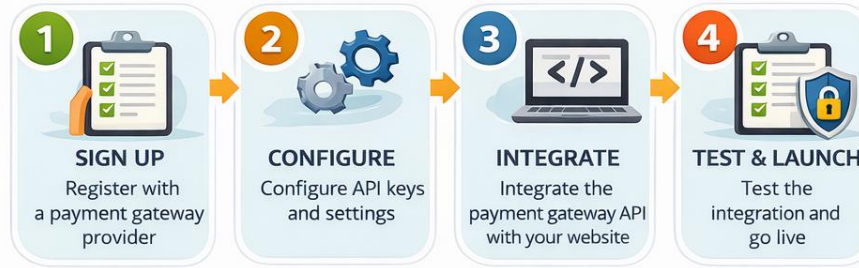 1
SIGN UP
Register with
a payment gateway
provider
2
CONFIGURE
Configure API keys
and settings
3
</>
INTEGRATE
Integrate the
payment gateway API
with your website
4
TEST & LAUNCH
Test the
integration and
go live